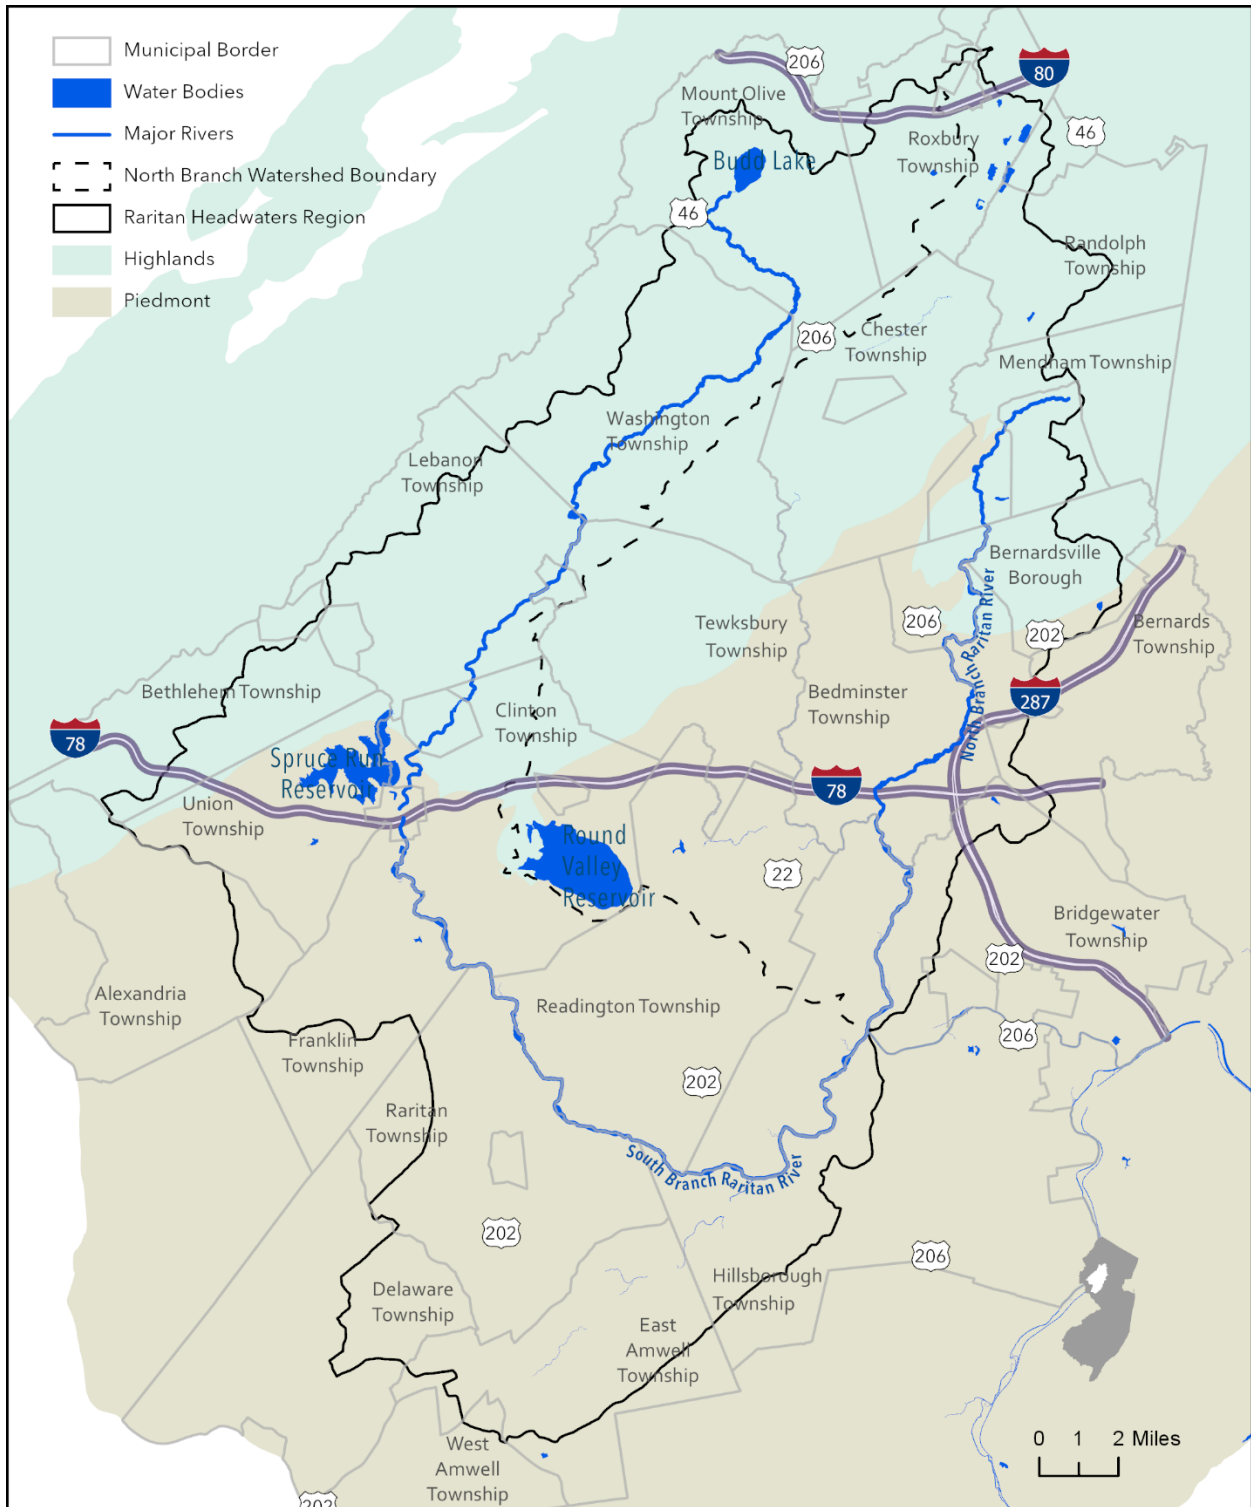 Municipal Border
Water Bodies
Major Rivers
North Branch Watershed Boundary
Raritan Headwaters Region
Highlands
Piedmont
206
80
Mount Olive
Township
Roxbury
Township
46
Budd Lake
46
Randolph
Township
206
Chester
Township
Mendham Township
Washington
Township
Lebanon
Township
Bernardsville
Borough
Tewksbury
Township
206
202
Bernards
Township
North Branch Raritan River
Bethlehem Township
Clinton
Township
Bedminster
Township
287
78
Spruce Run
Reservoir
78
Union
Township
Round
Valley
Reservoir
22
Bridgewater
Township
202
Alexandria
Township
Readington Township
206
Franklin
Township
202
Raritan
Township
South Branch Raritan River
202
206
Hillsborough
Township
Delaware
Township
East
Amwell
Township
West
Amwell
Township
0 1 2 Miles
202